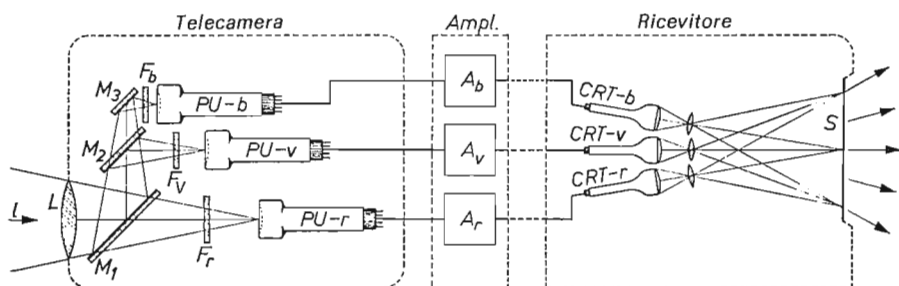 Telecamera
Ampl.
Ricevitore
M3
Fb
PU-b
Ab
CRT-b
M2
Fv
PU-v
Av
CRT-v
S
l
L
M1
Fr
PU-r
Ar
CRT-r